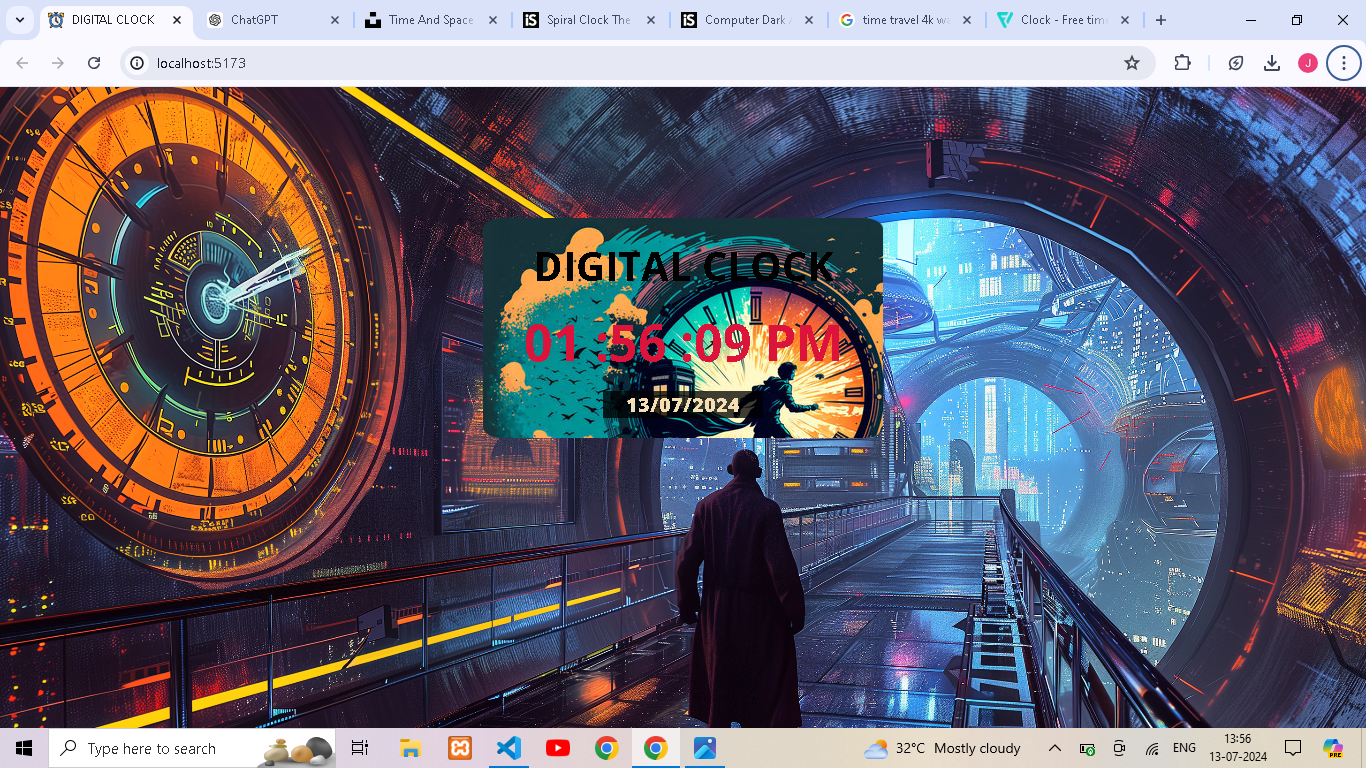 DIGITAL CLOCK
ChatGPT
Time And Space
Spiral Clock The
Computer Dark
time travel 4k wa
Clock - Free tim
localhost:5173
J
DIGITAL CLOCK
01 :56 :09 PM
13/07/2024
Type here to search
32°C Mostly cloudy
ENG
13:56
13-07-2024
PRE